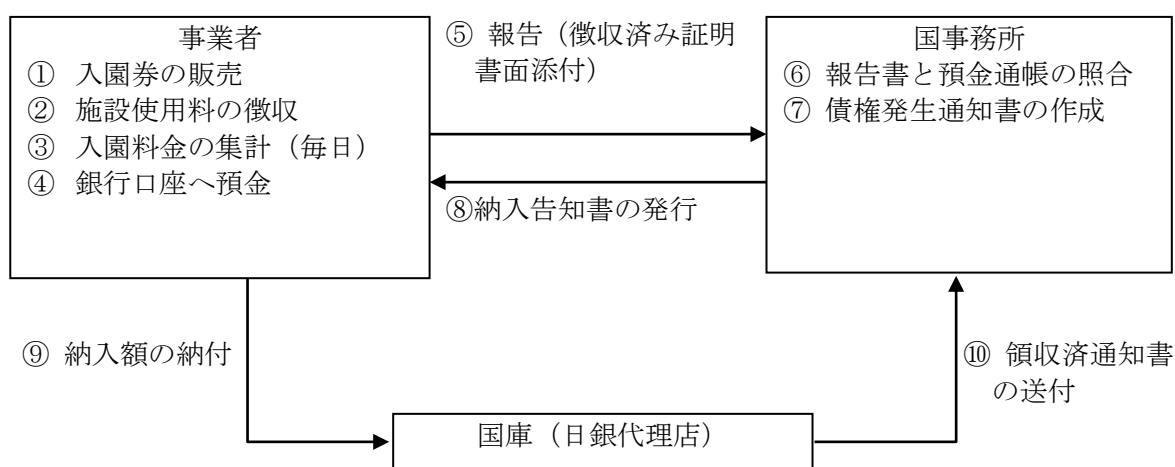 事業者
① 入園券の販売
② 施設使用料の徴収
③ 入園料金の集計（毎日）
④ 銀行口座へ預金
⑤ 報告（徴収済み証明
書面添付）
国事務所
⑥ 報告書と預金通帳の照合
⑦ 債権発生通知書の作成
⑧納入告知書の発行
⑨ 納入額の納付
⑩ 領収済通知書
の送付
国庫（日銀代理店）